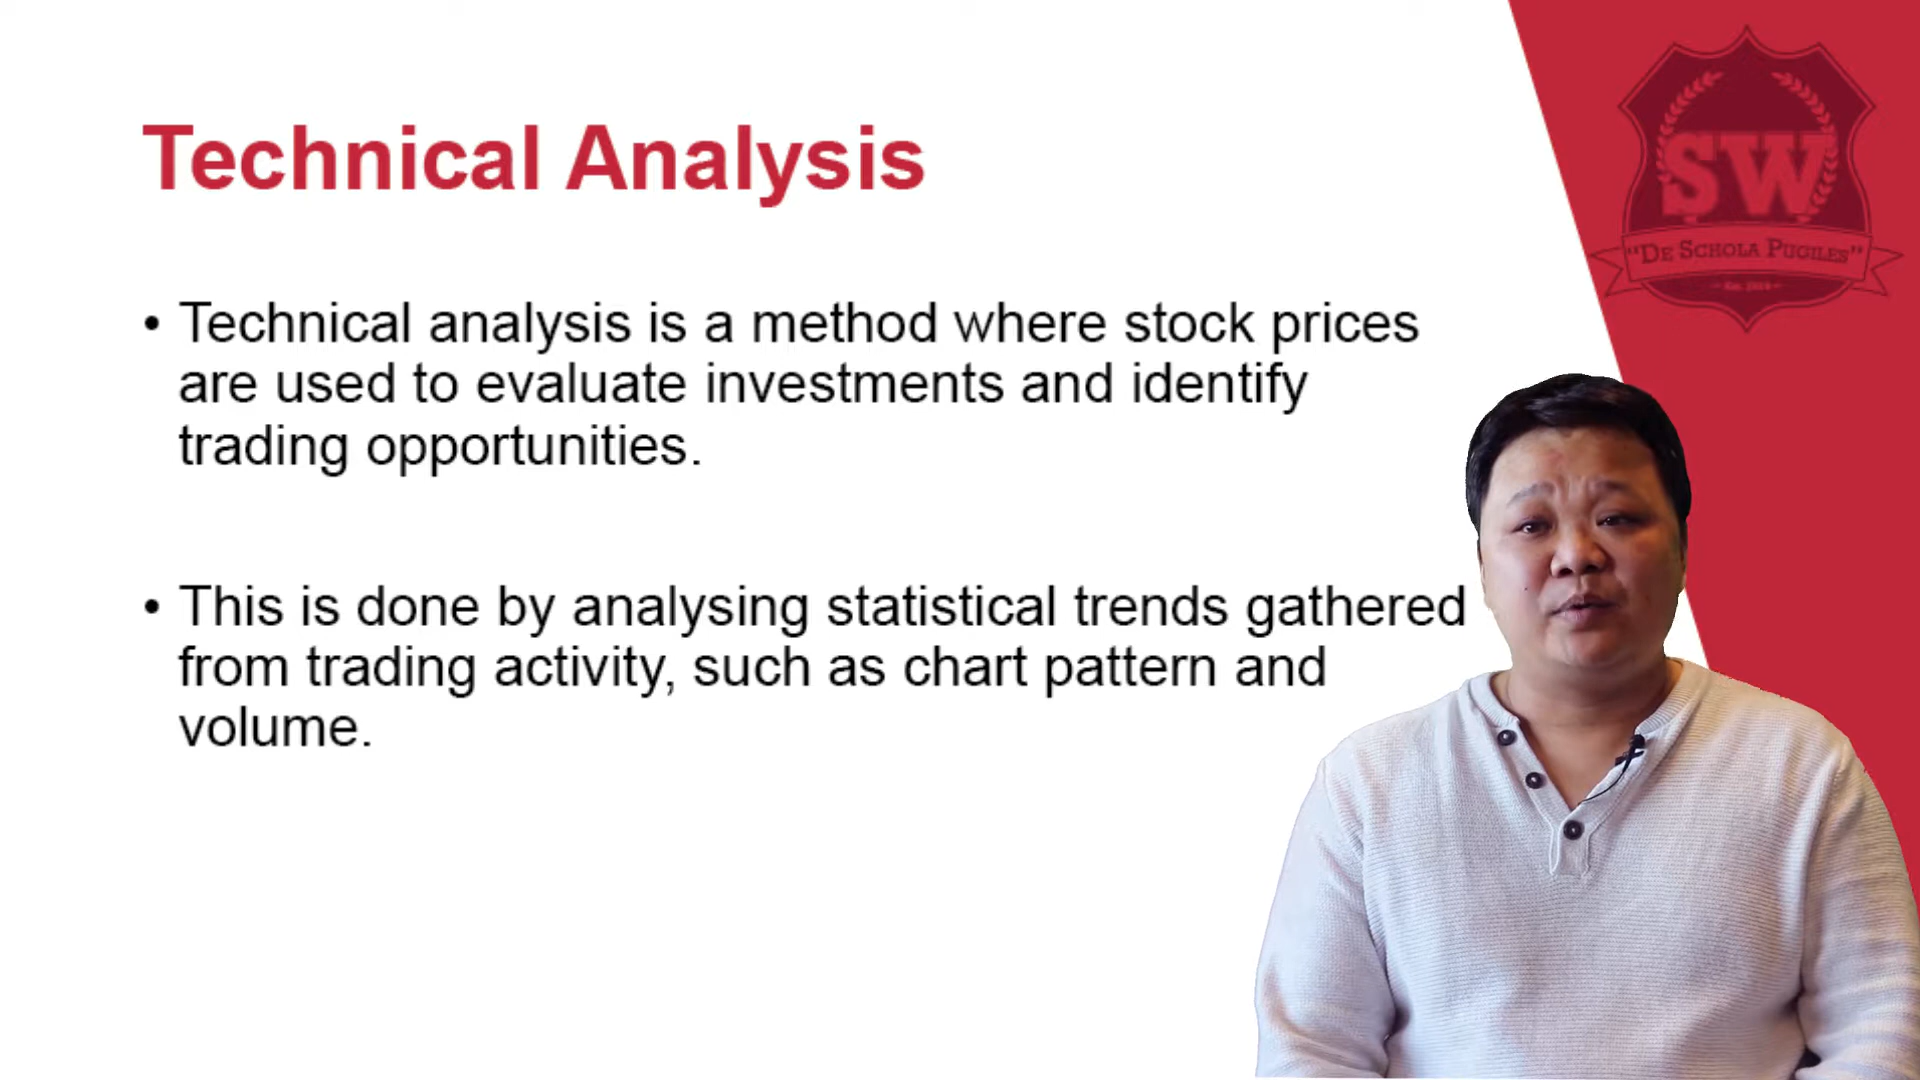 Technical Analysis
• Technical analysis is a method where stock prices
are used to evaluate investments and identify
trading opportunities.
• This is done by analysing statistical trends gathered
from trading activity, such as chart pattern and
volume.
SW
"DE SCHOLA PUGILES"